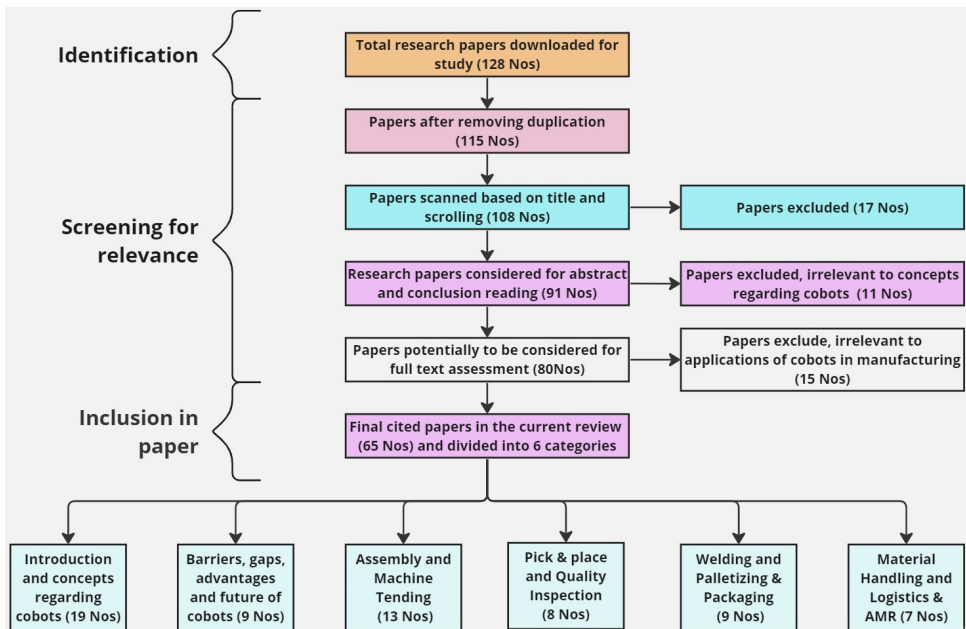 Identification
Total research papers downloaded for
study (128 Nos)
Papers after removing duplication
(115 Nos)
Screening for
relevance
Papers scanned based on title and
scrolling (108 Nos)
Papers excluded (17 Nos)
Research papers considered for abstract
and conclusion reading (91 Nos)
Papers excluded, irrelevant to concepts
regarding cobots (11 Nos)
Papers potentially to be considered for
full text assessment (80Nos)
Papers exclude, irrelevant to
applications of cobots in manufacturing
(15 Nos)
Inclusion in
paper
Final cited papers in the current review
(65 Nos) and divided into 6 categories
Introduction
and concepts
regarding
cobots (19 Nos)
Barriers, gaps,
advantages
and future of
cobots (9 Nos)
Assembly and
Machine
Tending
(13 Nos)
Pick & place
and Quality
Inspection
(8 Nos)
Welding and
Palletizing &
Packaging
(9 Nos)
Material
Handling and
Logistics &
AMR (7 Nos)